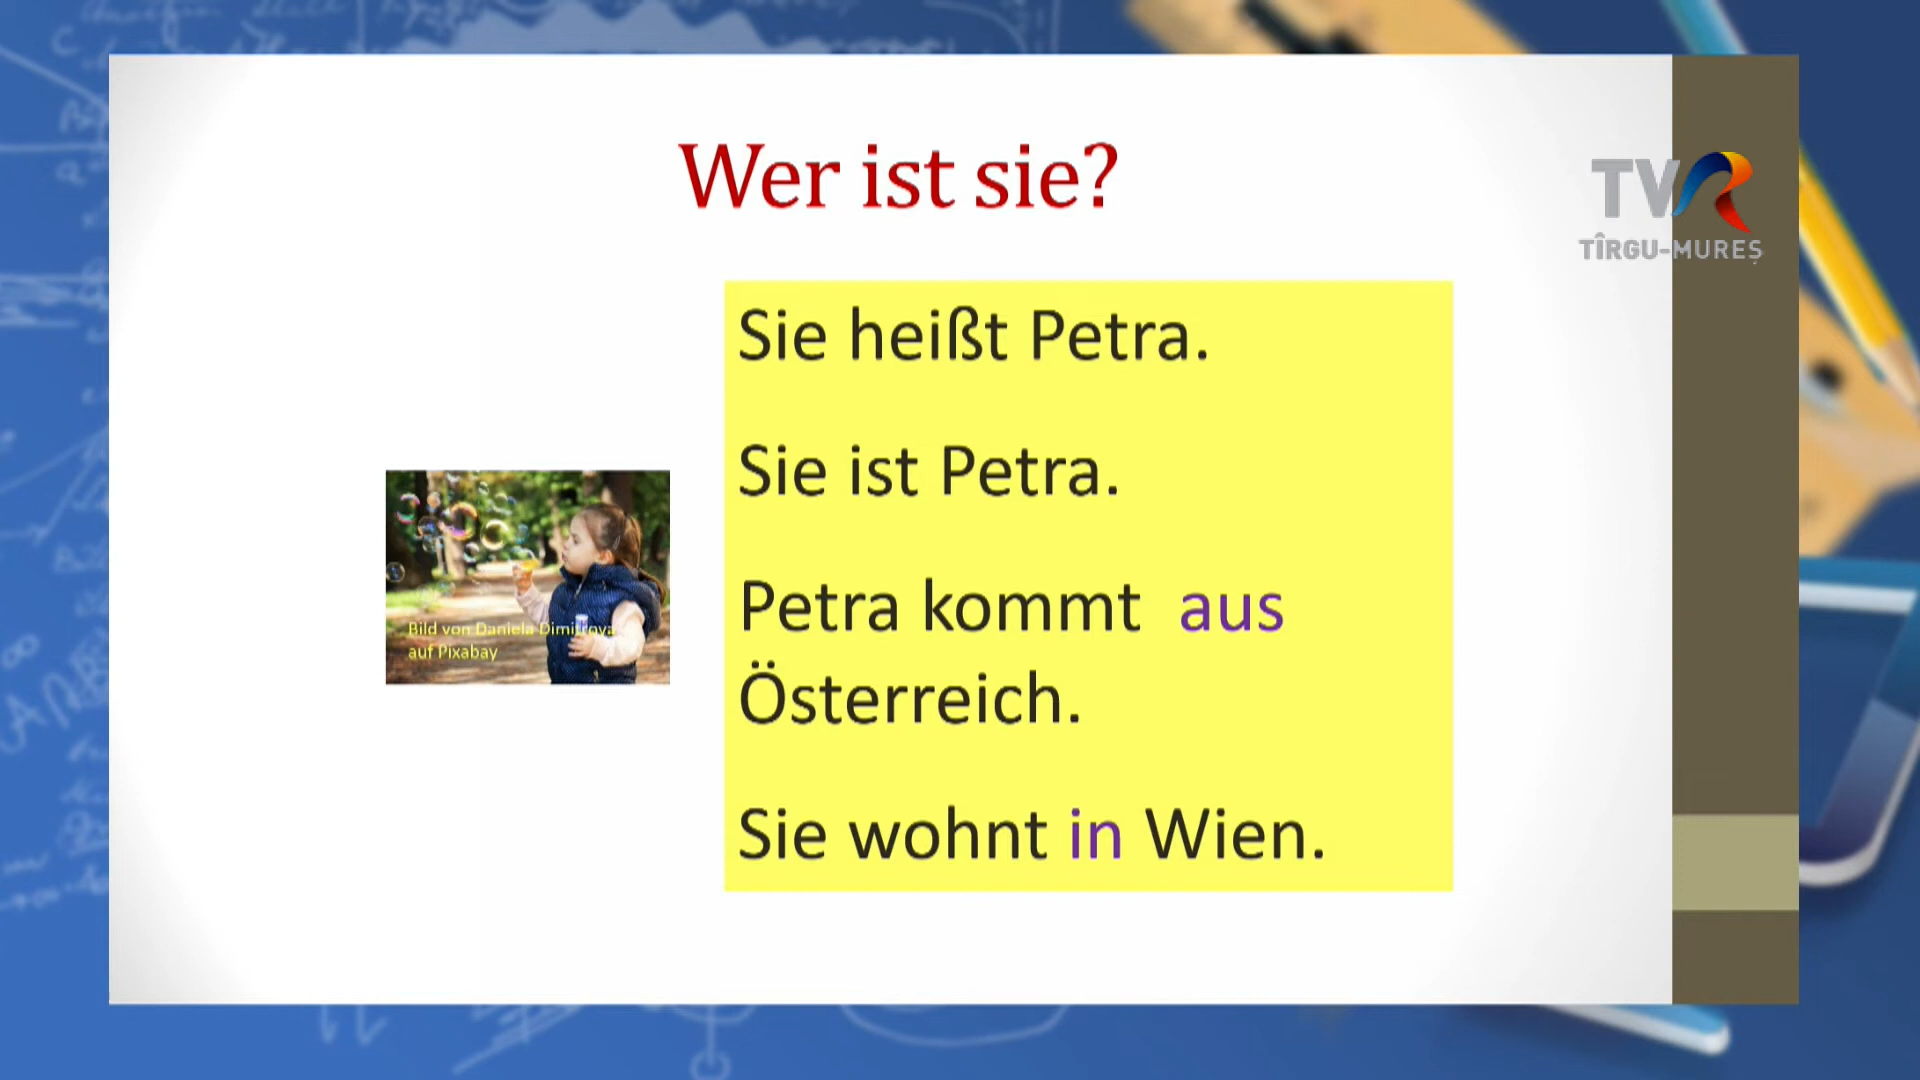 Wer ist sie?
TVR
TÎRGU-MUREȘ
Sie heißt Petra.
Sie ist Petra.
Petra kommt aus
Österreich.
Sie wohnt in Wien.
Bild von Daniela Dimitrova
auf Pixabay